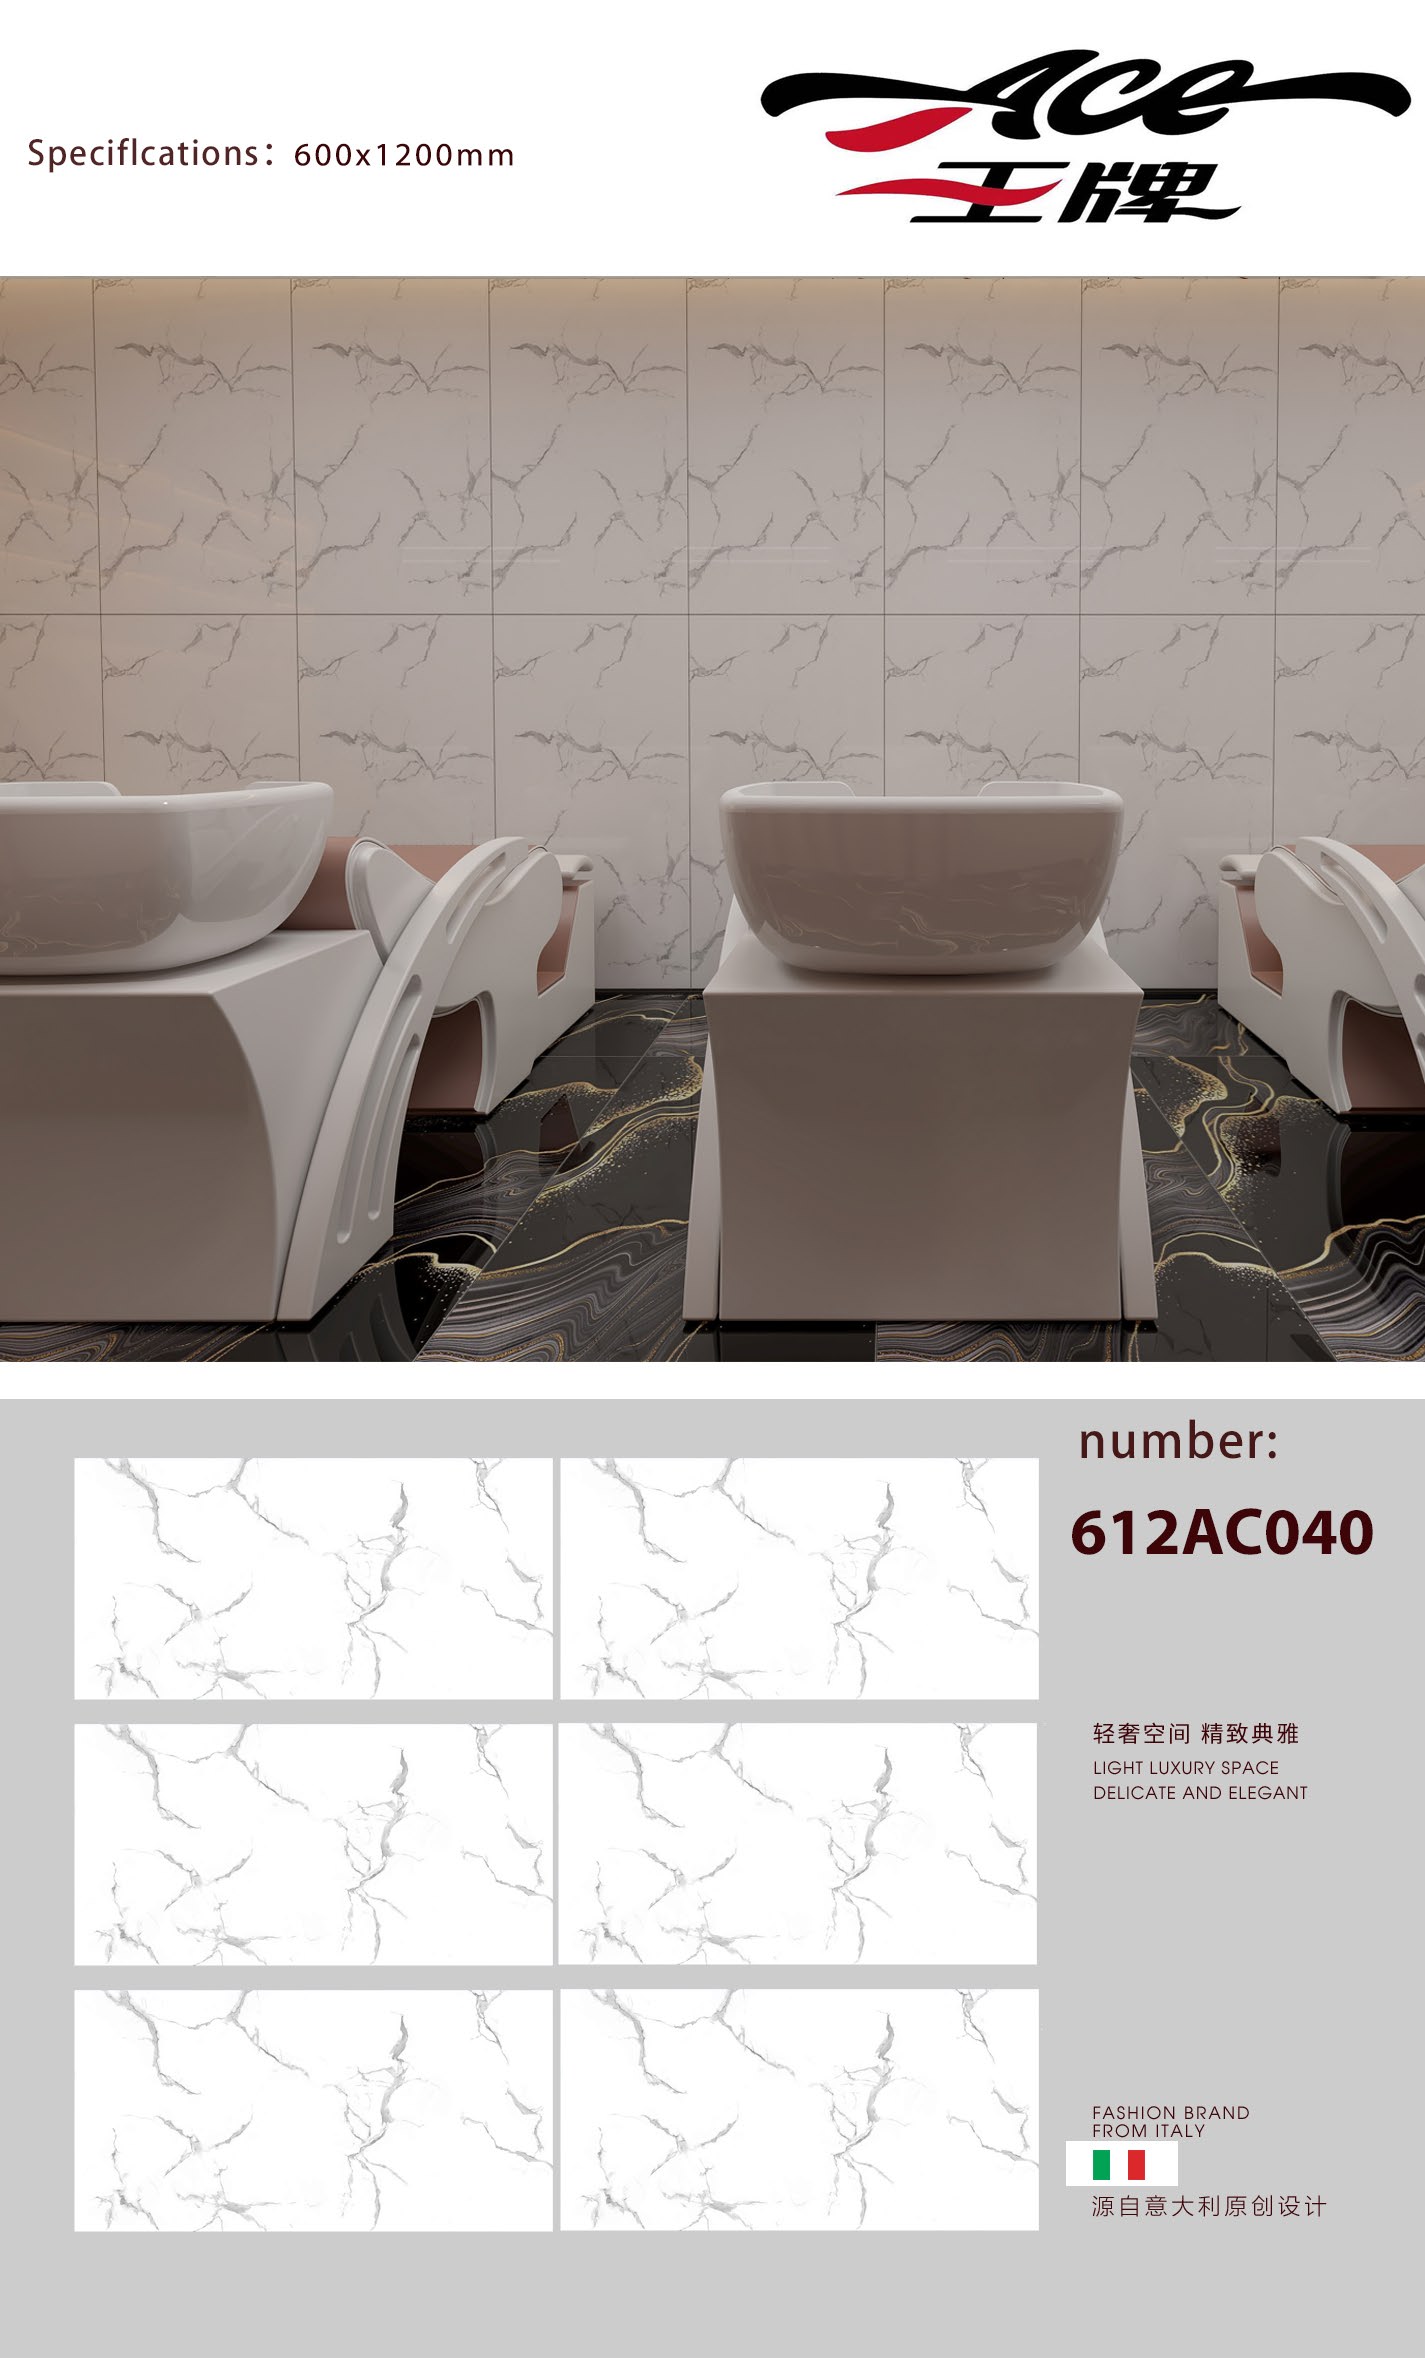 Ace
王牌
Speciflcations： 600x1200mm
number:
612AC040
轻奢空间 精致典雅
LIGHT LUXURY SPACE
DELICATE AND ELEGANT
FASHION BRAND
FROM ITALY
源自意大利原创设计